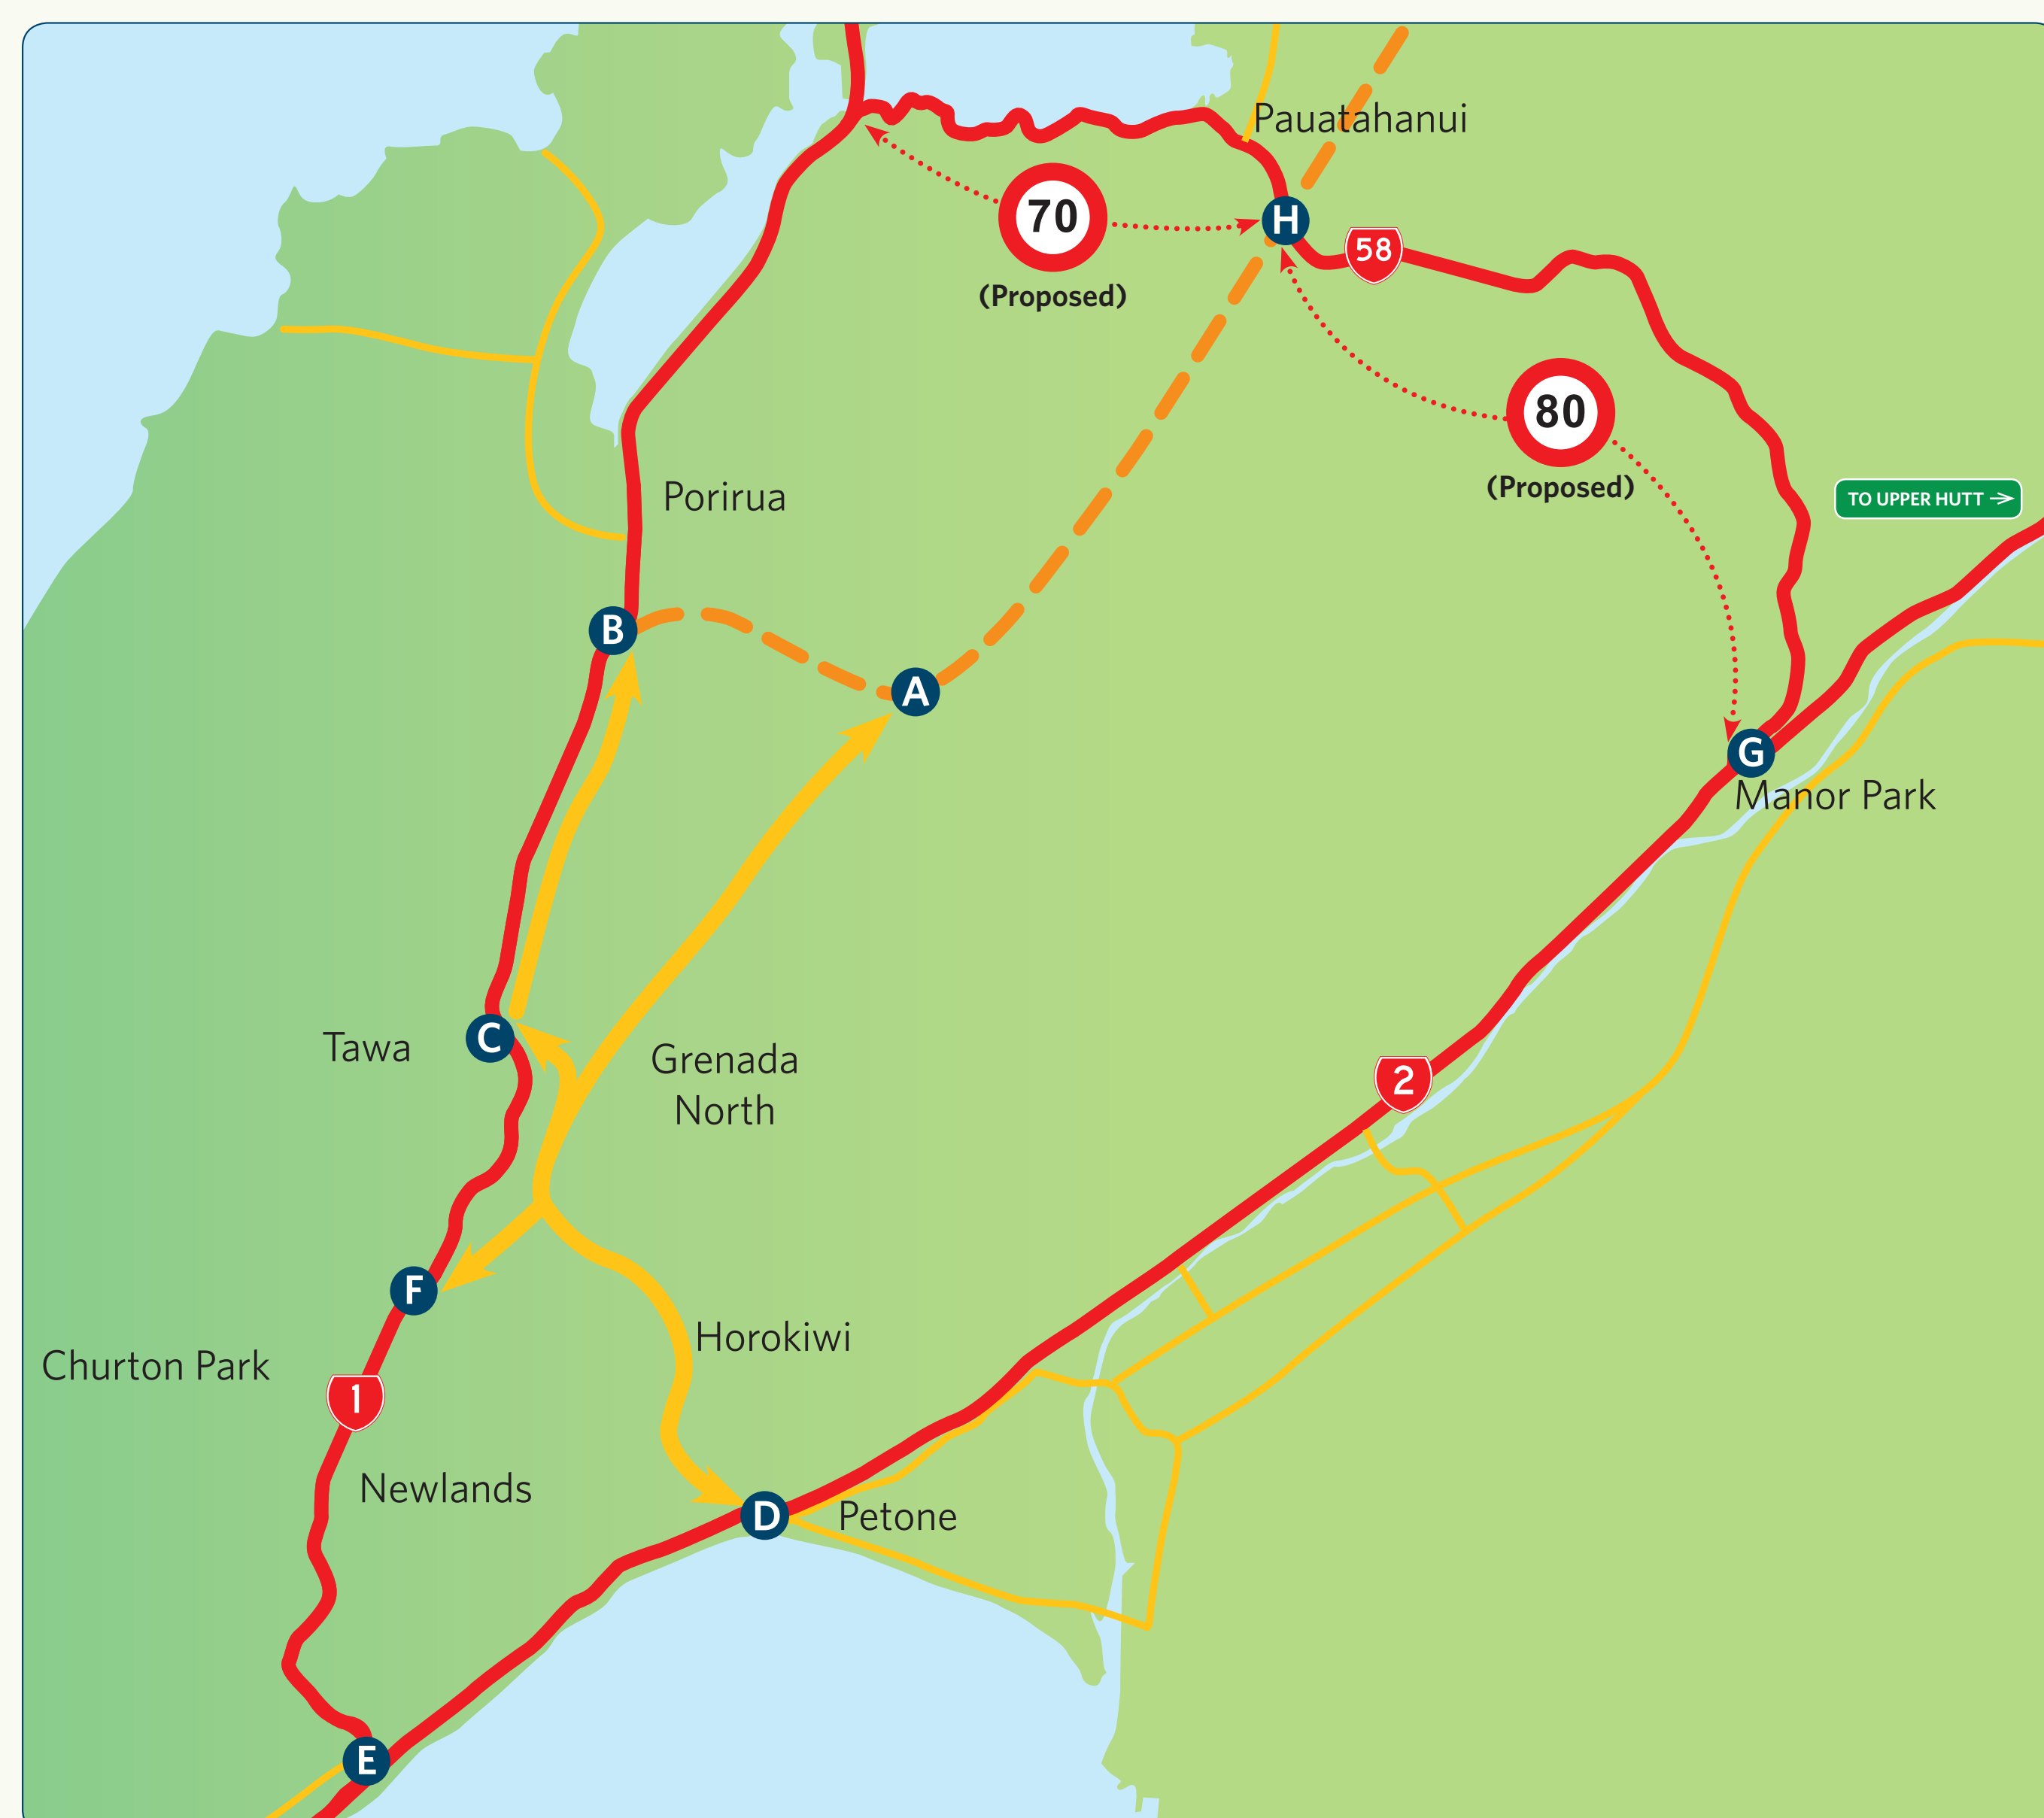 Pauatahanui
70
H
58
(Proposed)
80
(Proposed)
Porirua
TO UPPER HUTT
B
A
G
Manor Park
C
Tawa
Grenada
North
2
F
Horokiwi
Churton Park
1
Newlands
D
Petone
E